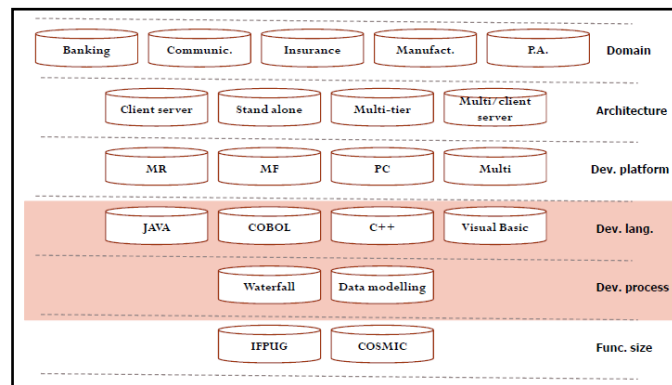 Banking Communic. Insurance Manufact. P.A. Domain
Client server Stand alone Multi-tier Multi/client server Architecture
MR MF PC Multi Dev. platform
JAVA COBOL C++ Visual Basic Dev. lang.
Waterfall Data modelling Dev. process
IFPUG COSMIC Func. size